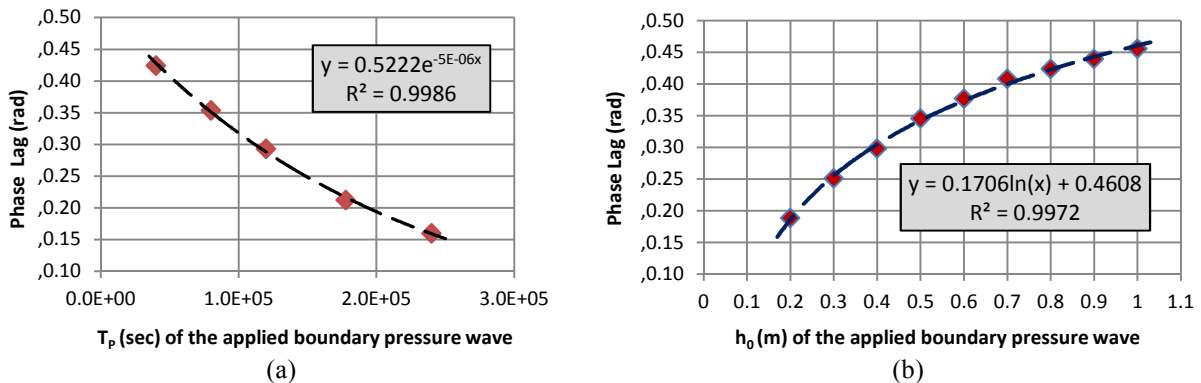 ,0.50
,0.45
,0.40
,0.35
,0.30
,0.25
,0.20
,0.15
,0.10
Phase Lag (rad)
y = 0.5222e^-5E-06x
R² = 0.9986
0.0E+00 1.0E+05 2.0E+05 3.0E+05
T_P (sec) of the applied boundary pressure wave
(a)
,0.50
,0.45
,0.40
,0.35
,0.30
,0.25
,0.20
,0.15
,0.10
Phase Lag (rad)
y = 0.1706ln(x) + 0.4608
R² = 0.9972
0 0.1 0.2 0.3 0.4 0.5 0.6 0.7 0.8 0.9 1 1.1
h₀ (m) of the applied boundary pressure wave
(b)